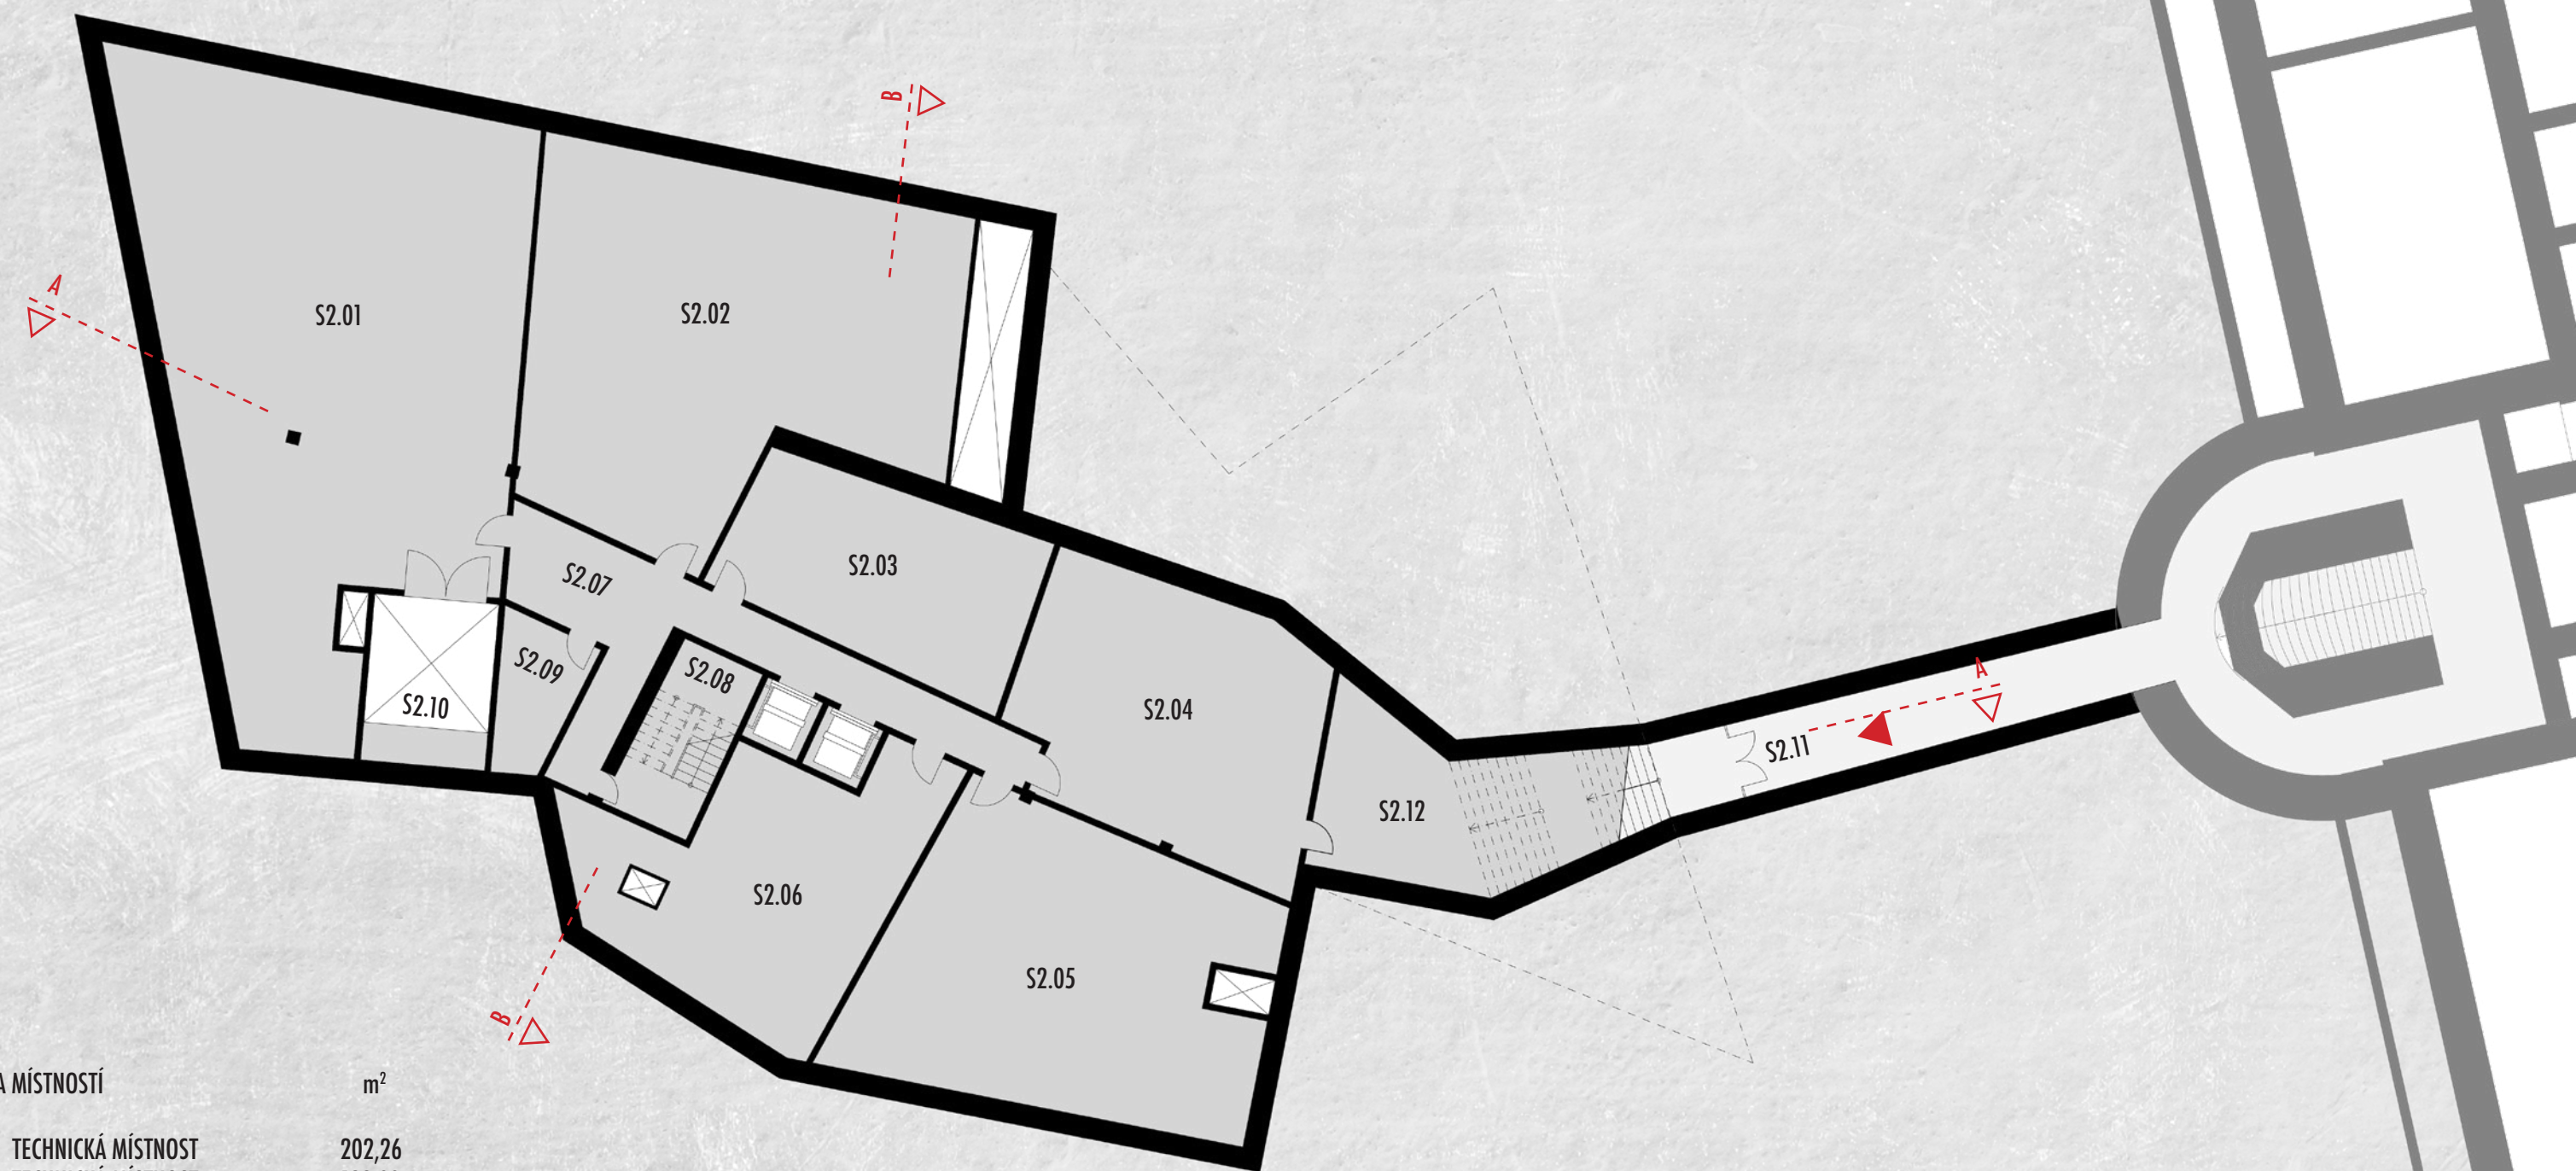 B
A
S2.01
S2.02
S2.03
S2.07
S2.08
S2.09
S2.10
S2.04
A
S2.11
S2.12
S2.06
S2.05
B
MÍSTNOSTÍ m²
TECHNICKÁ MÍSTNOST 202,26